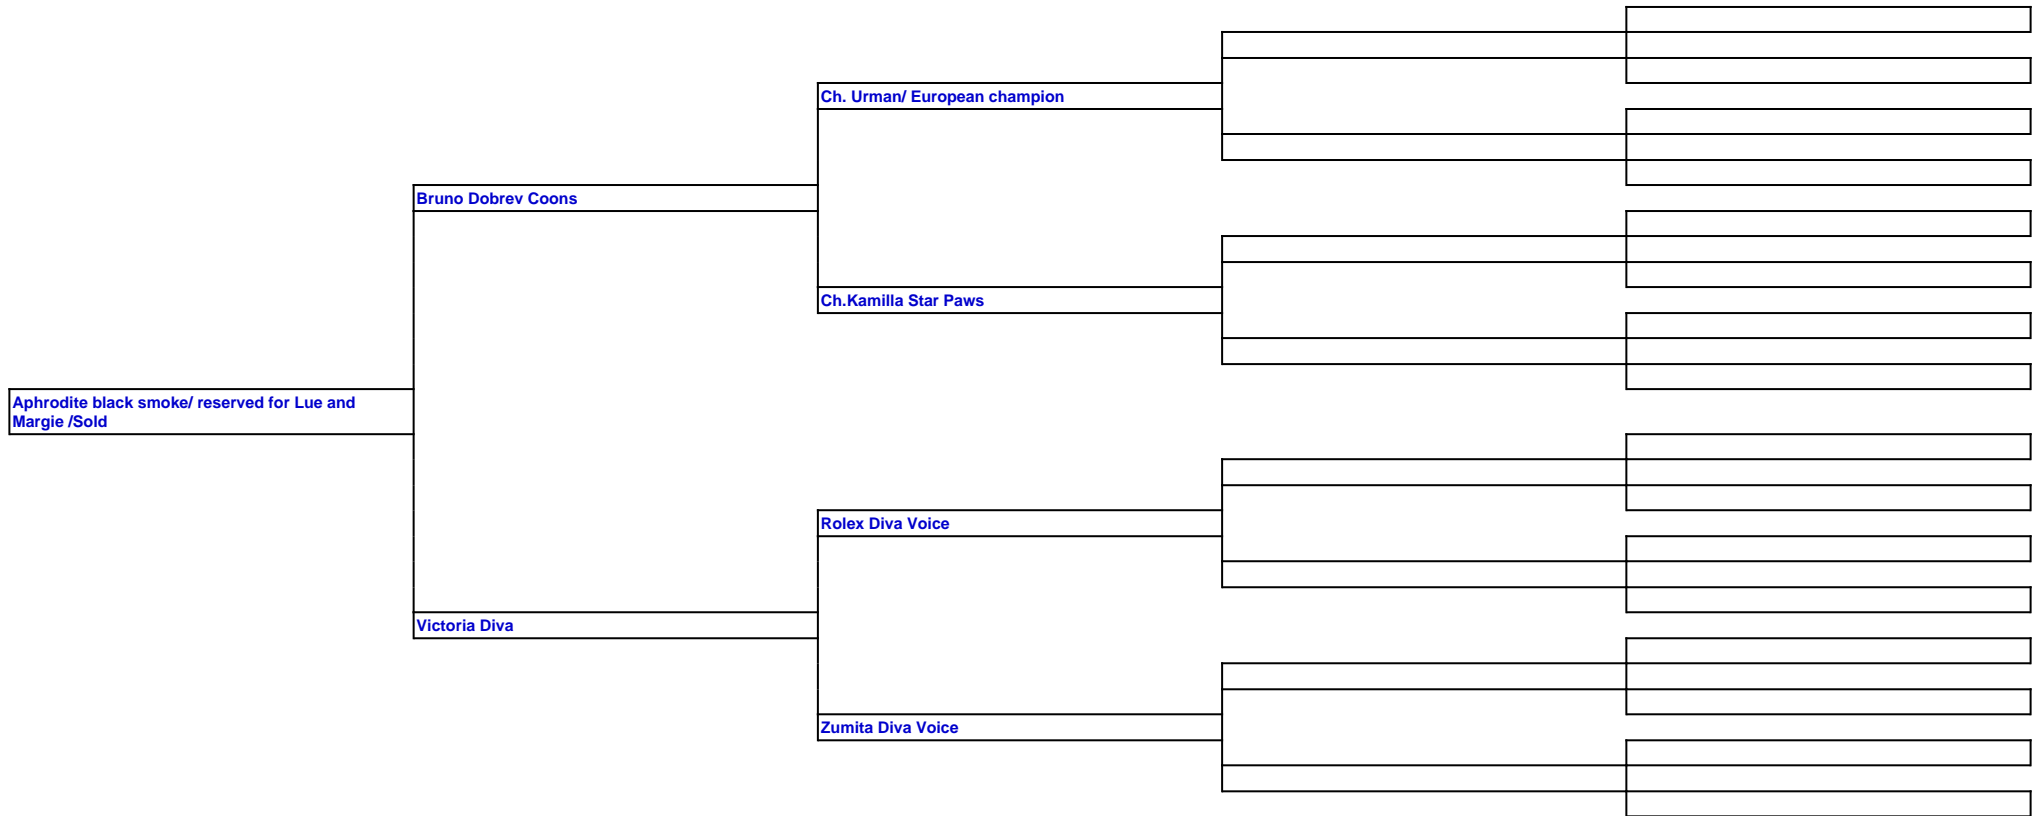 Ch. Urman/ European champion
Bruno Dobrev Coons
Ch.Kamilla Star Paws
Aphrodite black smoke/ reserved for Lue and
Margie /Sold
Rolex Diva Voice
Victoria Diva
Zumita Diva Voice